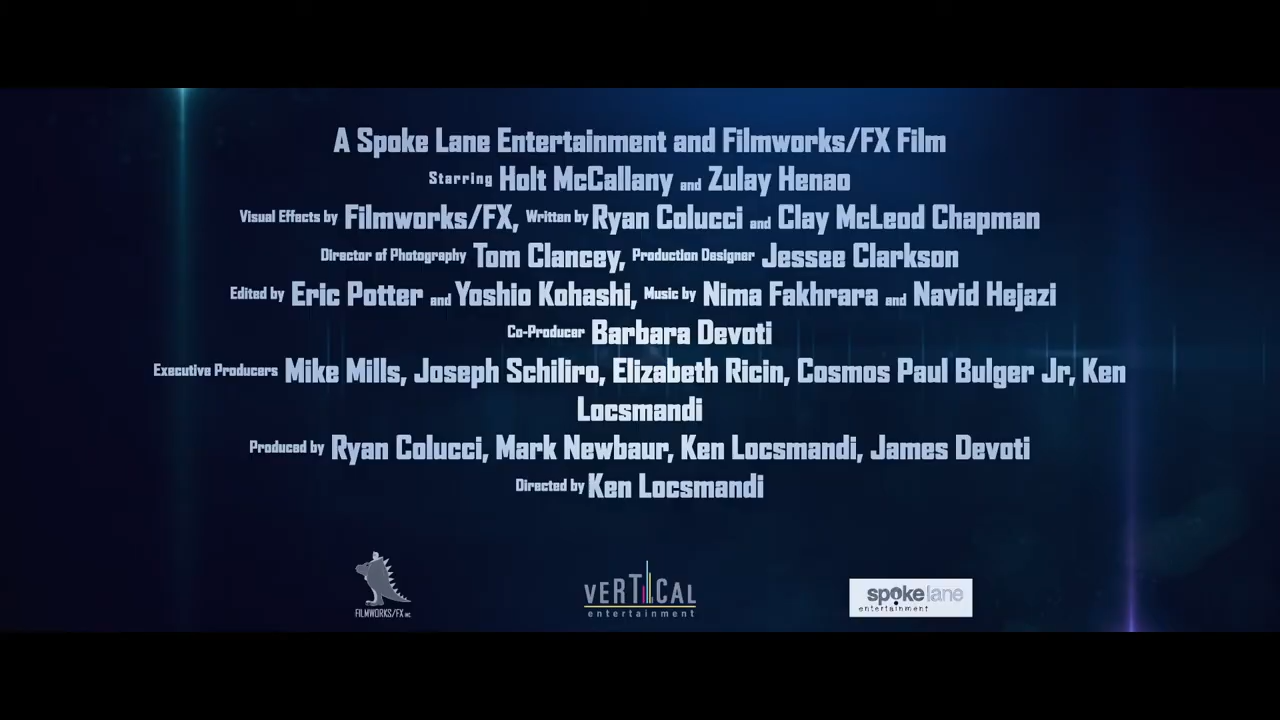 A Spoke Lane Entertainment and Filmworks/FX Film
Starring Holt McCallany and Zulay Henao
Visual Effects by Filmworks/FX, Written by Ryan Colucci and Clay McLeod Chapman
Director of Photography Tom Clancey, Production Designer Jessee Clarkson
Edited by Eric Potter and Yoshio Kohashi, Music by Nima Fakhrara and Navid Hejazi
Co-Producer Barbara Devoti
Executive Producers Mike Mills, Joseph Schiliro, Elizabeth Ricin, Cosmos Paul Bulger Jr, Ken
Locsmandi
Produced by Ryan Colucci, Mark Newbaur, Ken Locsmandi, James Devoti
Directed by Ken Locsmandi
FILMWORKS/FX INC
VERTICAL
entertainment
spokelane
entertainment